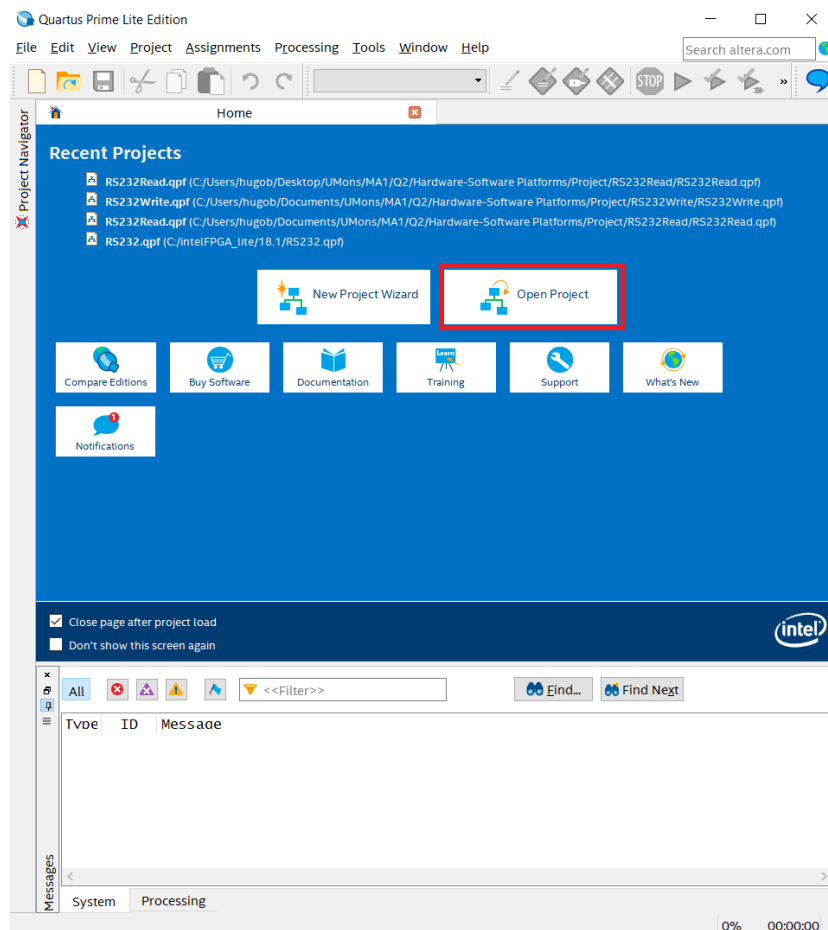 Quartus Prime Lite Edition
File Edit View Project Assignments Processing Tools Window Help
Search altera.com
STOP
»
Project Navigator
Home
Recent Projects
RS232Read.qpf (C:/Users/hugob/Desktop/UMons/MA1/Q2/Hardware-Software Platforms/Project/RS232Read/RS232Read.qpf)
RS232Write.qpf (C:/Users/hugob/Documents/UMons/MA1/Q2/Hardware-Software Platforms/Project/RS232Write/RS232Write.qpf)
RS232Read.qpf (C:/Users/hugob/Documents/UMons/MA1/Q2/Hardware-Software Platforms/Project/RS232Read/RS232Read.qpf)
RS232.qpf (C:/intelFPGA_lite/18.1/RS232.qpf)
New Project Wizard
Open Project
Learn
Compare Editions
Buy Software
Documentation
Training
Support
What's New
1
Notifications
Close page after project load
Don't show this screen again
intel
All
<<Filter>>
Find...
Find Next
Type ID Message
Messages
System Processing
0% 00:00:00